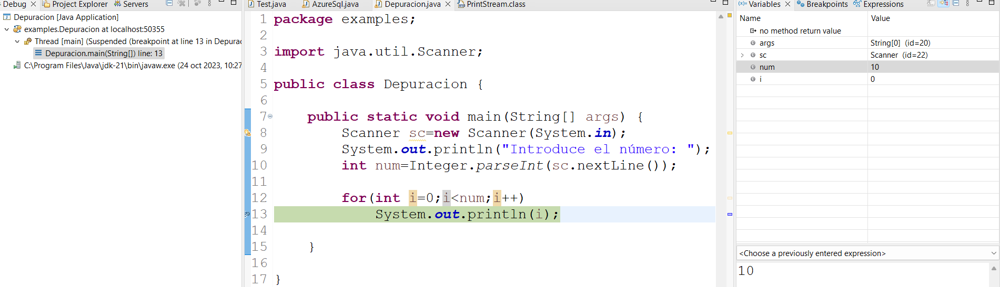 Debug Project Explorer Servers
Depuracion [Java Application]
examples.Depuracion at localhost:50355
Thread [main] (Suspended (breakpoint at line 13 in Depurac
Depuracion.main(String[]) line: 13
C:\Program Files\Java\jdk-21\bin\javaw.exe (24 oct 2023, 10:27
Test.java AzureSql.java Depuracion.java PrintStream.class
1 package examples;
2
3 import java.util.Scanner;
4
5 public class Depuracion {
6
7 public static void main(String[] args) {
8 Scanner sc=new Scanner(System.in);
9 System.out.println("Introduce el número: ");
10 int num=Integer.parseInt(sc.nextLine());
11
12 for(int i=0;i<num;i++)
13 System.out.println(i);
14
15 }
16
17 }
Variables Breakpoints Expressions
Name Value
no method return value
args String[0] (id=20)
sc Scanner (id=22)
num 10
i 0
<Choose a previously entered expression>
10